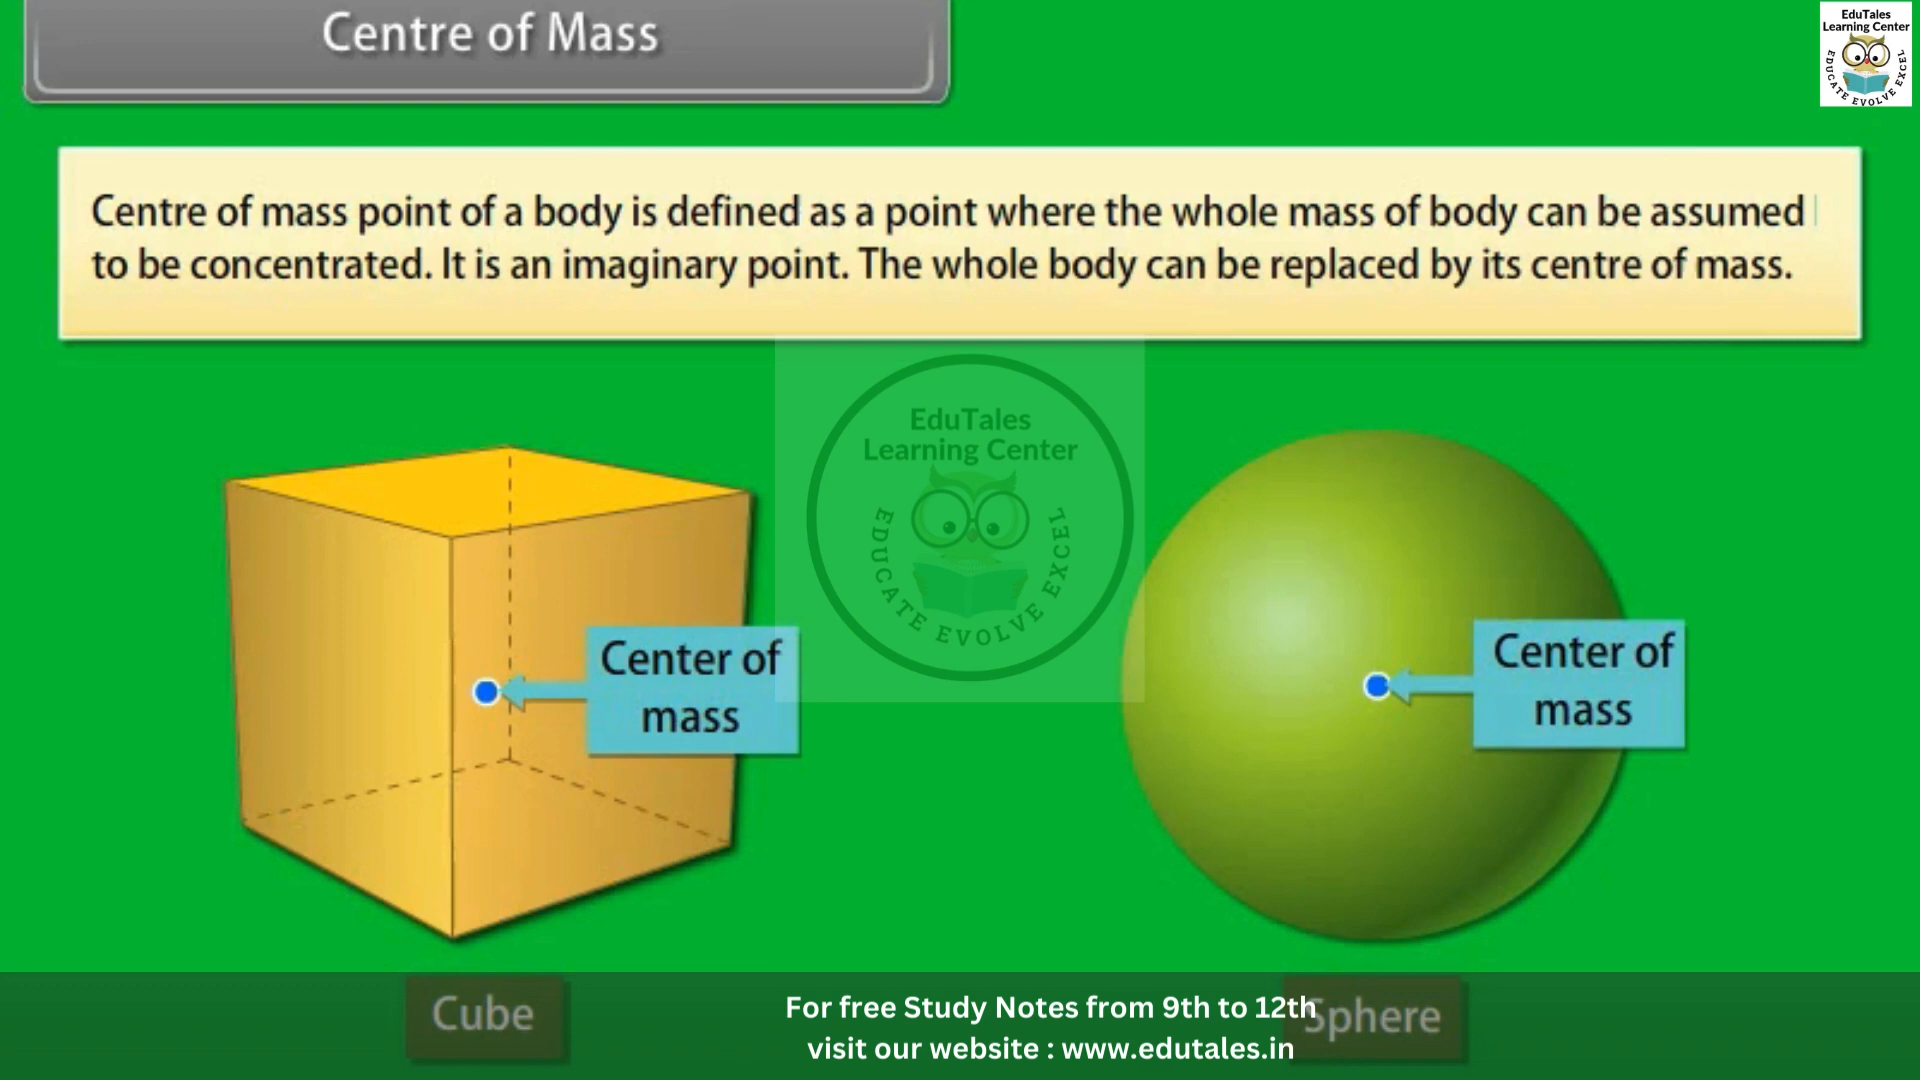 Centre of Mass
EduTales
Learning Center
EDUCATE EVOLVE EXCEL
Centre of mass point of a body is defined as a point where the whole mass of body can be assumed
to be concentrated. It is an imaginary point. The whole body can be replaced by its centre of mass.
EduTales
Learning Center
EDUCATE EVOLVE EXCEL
Center of
mass
Center of
mass
Cube
Sphere
For free Study Notes from 9th to 12th
visit our website : www.edutales.in